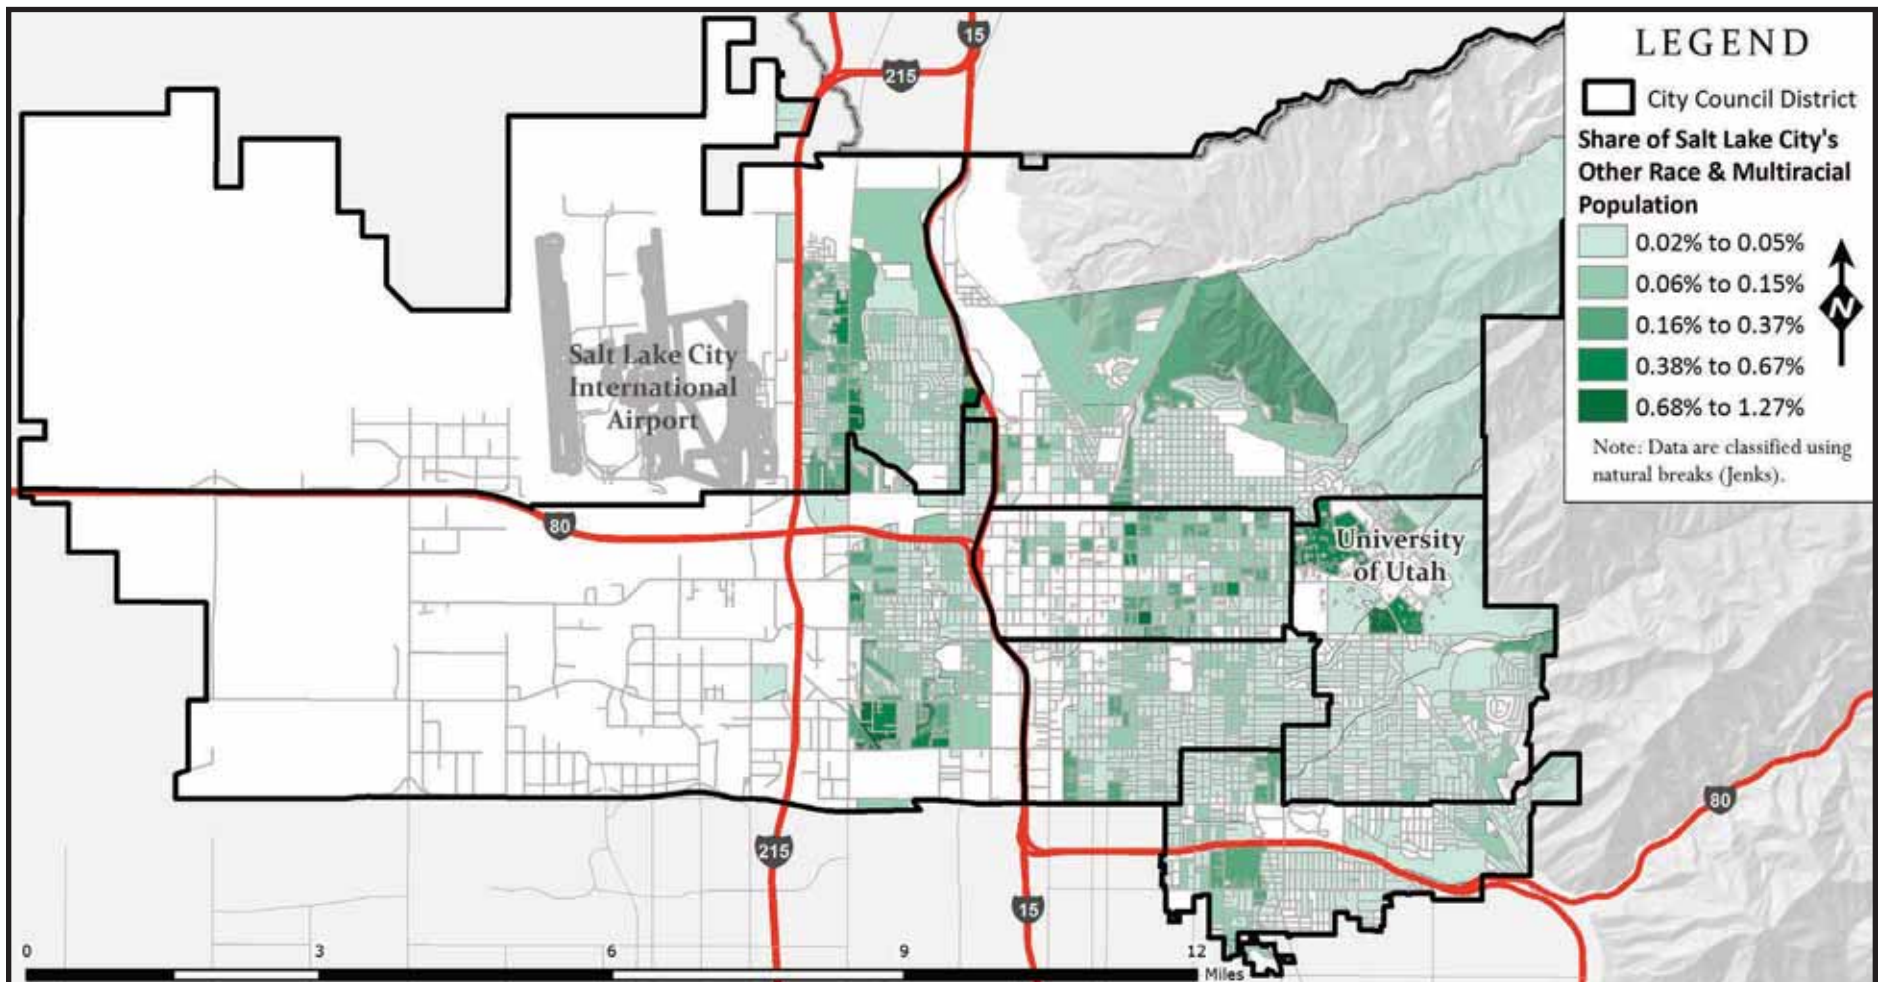 LEGEND
City Council District
Share of Salt Lake City's
Other Race & Multiracial
Population
0.02% to 0.05%
0.06% to 0.15%
0.16% to 0.37%
0.38% to 0.67%
0.68% to 1.27%
N
Note: Data are classified using
natural breaks (Jenks).
15
215
Salt Lake City
International
Airport
80
University
of Utah
80
215
15
0 3 6 9 12
Miles